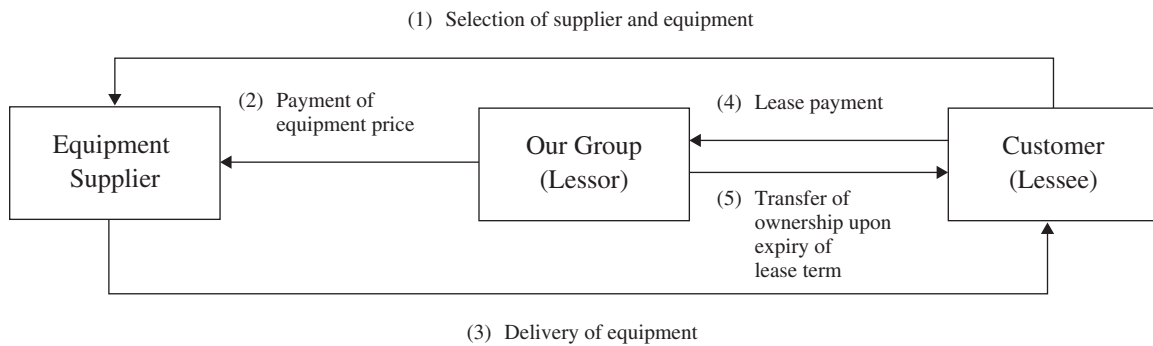 (1) Selection of supplier and equipment
(2) Payment of
equipment price
(4) Lease payment
Equipment
Supplier
Our Group
(Lessor)
Customer
(Lessee)
(5) Transfer of
ownership upon
expiry of
lease term
(3) Delivery of equipment